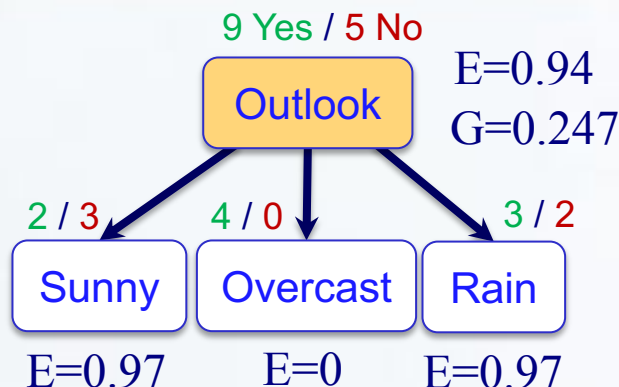 9 Yes / 5 No
Outlook
E=0.94
G=0.247
2 / 3
4 / 0
3 / 2
Sunny
Overcast
Rain
E=0.97
E=0
E=0.97